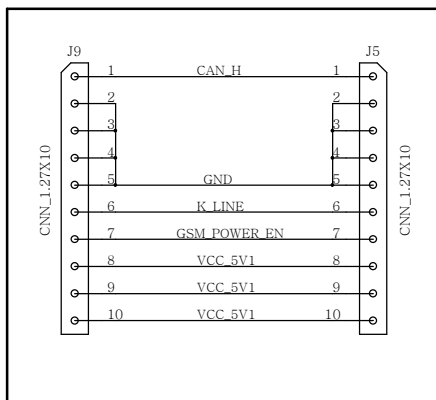 J9 J5
1 CAN_H 1
2 2
3 3
4 4
5 GND 5
6 K_LINE 6
7 GSM_POWER_EN 7
8 VCC_5V1 8
9 VCC_5V1 9
10 VCC_5V1 10
CNN_1.27X10
CNN_1.27X10